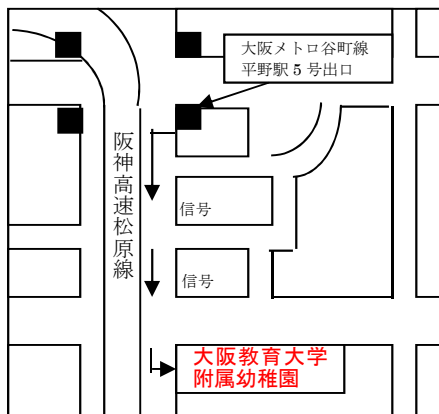 大阪メトロ谷町線
平野駅５号出口
阪神高速松原線
信号
信号
大阪教育大学
附属幼稚園